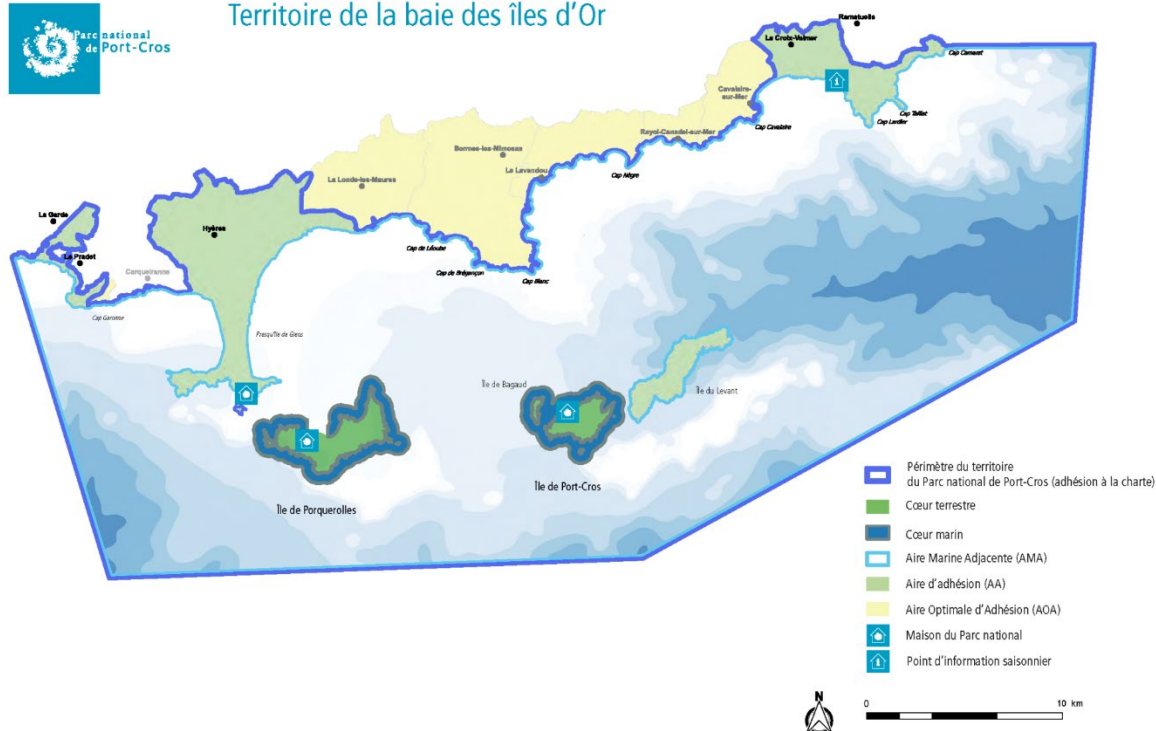 Territoire de la baie des îles d'Or
Parc national
de Port-Cros
Ramatuelle
La Croix-Valmer
Cap Camarat
Cavalaire-
sur-Mer
Cap Taillat
Cap Lardier
Cap Cavalaire
Rayol-Canadel-sur-Mer
Bormes-les-Mimosas
Le Lavandou
Cap Nègre
La Londe-les-Maures
La Garde
Hyères
Le Pradet
Carqueiranne
Cap de Léoube
Cap de Brégançon
Cap Blanc
Cap Garonne
Presqu'île de Giens
Île de Bagaud
Île du Levant
Île de Port-Cros
Île de Porquerolles
Périmètre du territoire
du Parc national de Port-Cros (adhésion à la charte)
Cœur terrestre
Cœur marin
Aire Marine Adjacente (AMA)
Aire d'adhésion (AA)
Aire Optimale d'Adhésion (AOA)
Maison du Parc national
Point d'information saisonnier
N
0 10 km